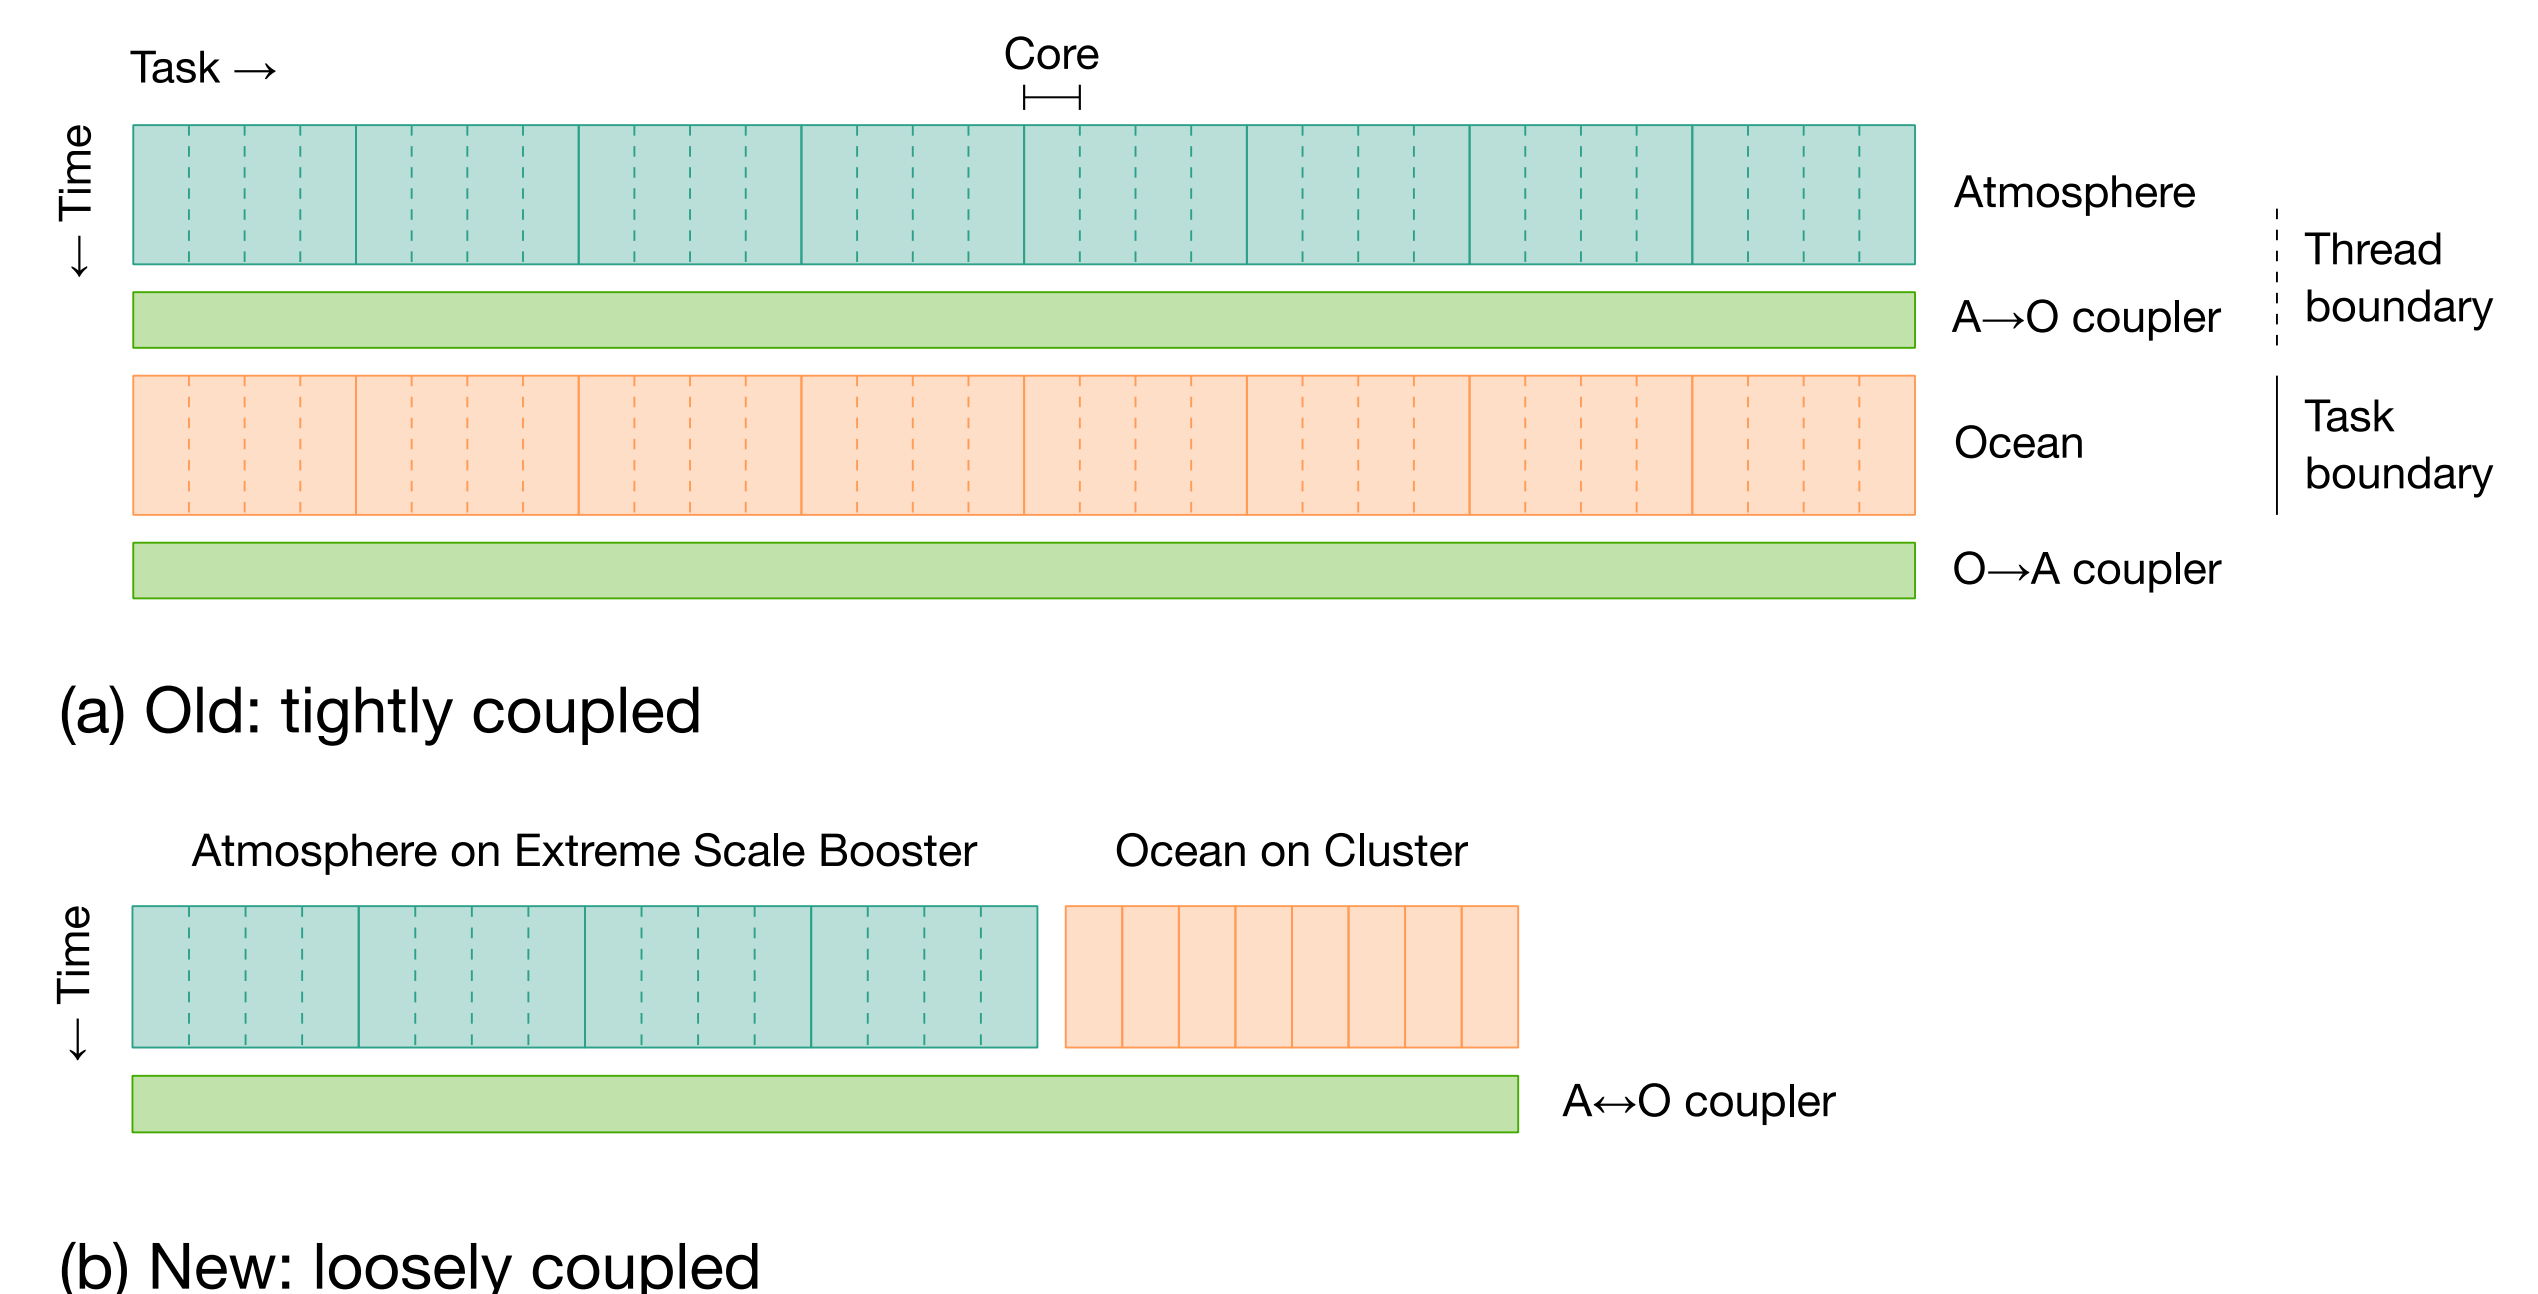 Task →
Core
← Time
Atmosphere
A→O coupler
Ocean
O→A coupler
Thread
boundary
Task
boundary
(a) Old: tightly coupled
Atmosphere on Extreme Scale Booster
Ocean on Cluster
← Time
A↔O coupler
(b) New: loosely coupled